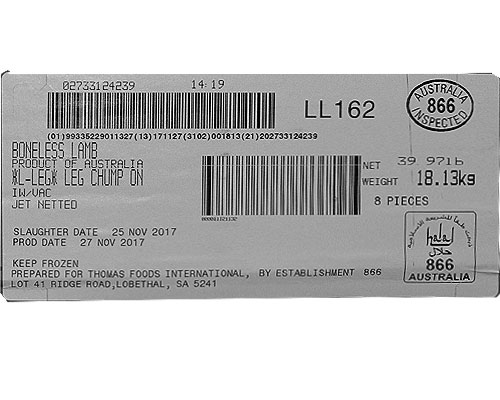 02733124239 14:19
LL162
AUSTRALIA
866
INSPECTED
(01)99335229011327(13)171127(3102)001813(21)202733124239
BONELESS LAMB
PRODUCT OF AUSTRALIA
*L-LEG* LEG CHUMP ON
IW/VAC
JET NETTED
NET 39 97lb
WEIGHT 18.13kg
8 PIECES
SLAUGHTER DATE 25 NOV 2017
PROD DATE 27 NOV 2017
halal
حلال
866
AUSTRALIA
KEEP FROZEN
PREPARED FOR THOMAS FOODS INTERNATIONAL, BY ESTABLISHMENT 866
LOT 41 RIDGE ROAD,LOBETHAL, SA 5241